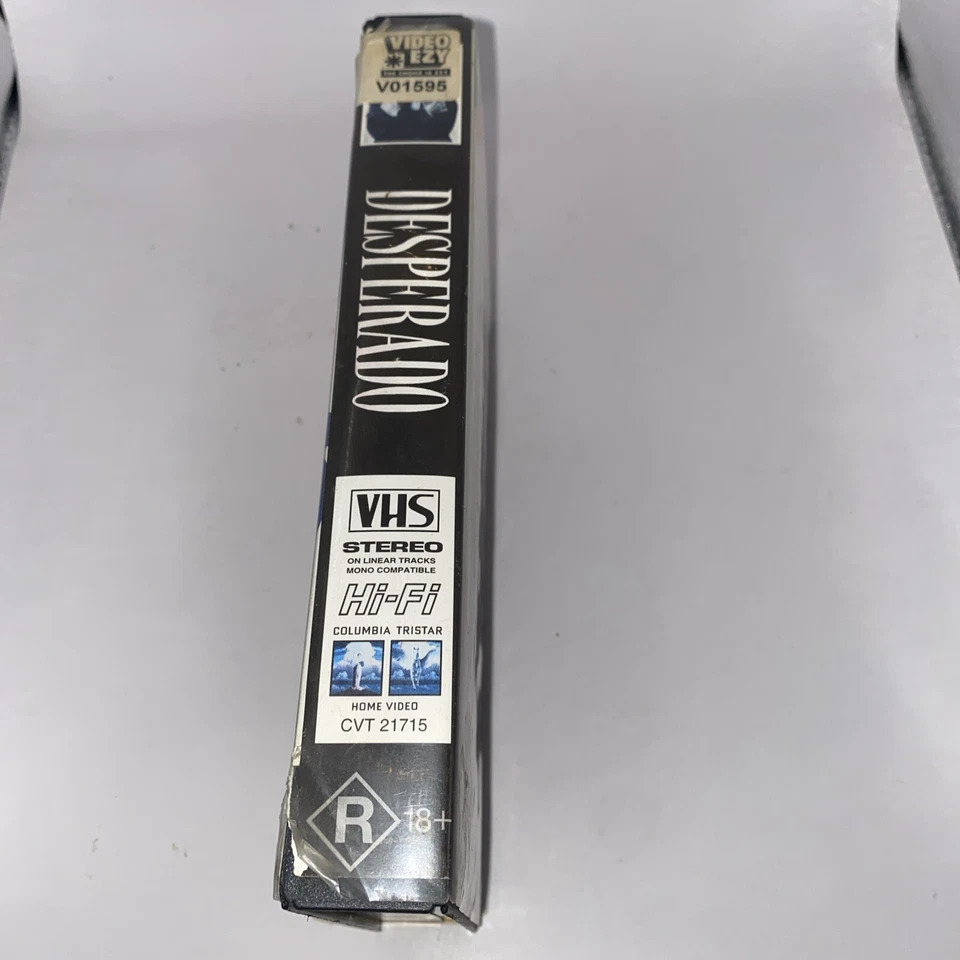 VIDEO
EZY
THE CHOICE IS EZY
V01595
DESPERADO
VHS
STEREO
ON LINEAR TRACKS
MONO COMPATIBLE
Hi-Fi
COLUMBIA TRISTAR
HOME VIDEO
CVT 21715
R 18+